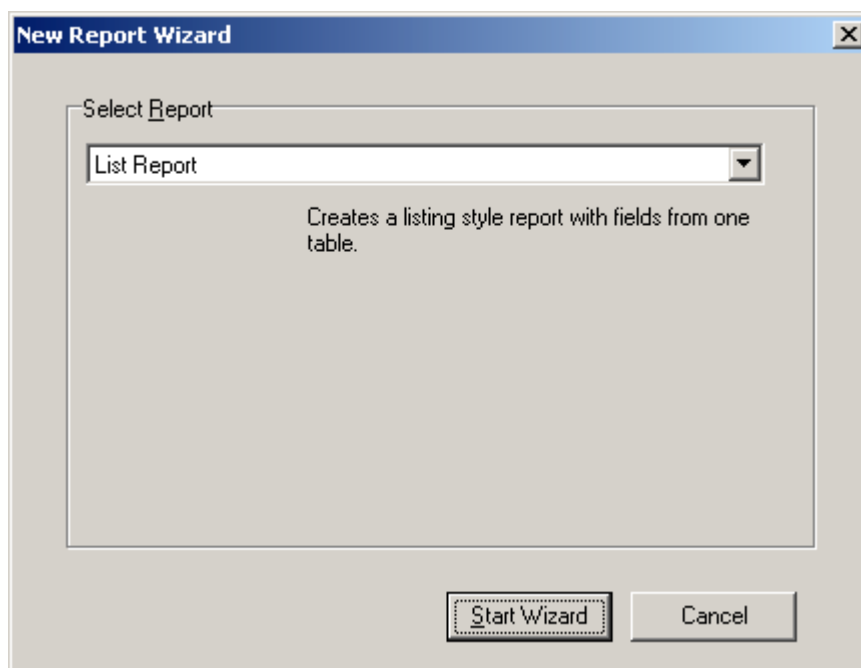 New Report Wizard
Select Report
List Report
Creates a listing style report with fields from one
table.
Start Wizard
Cancel